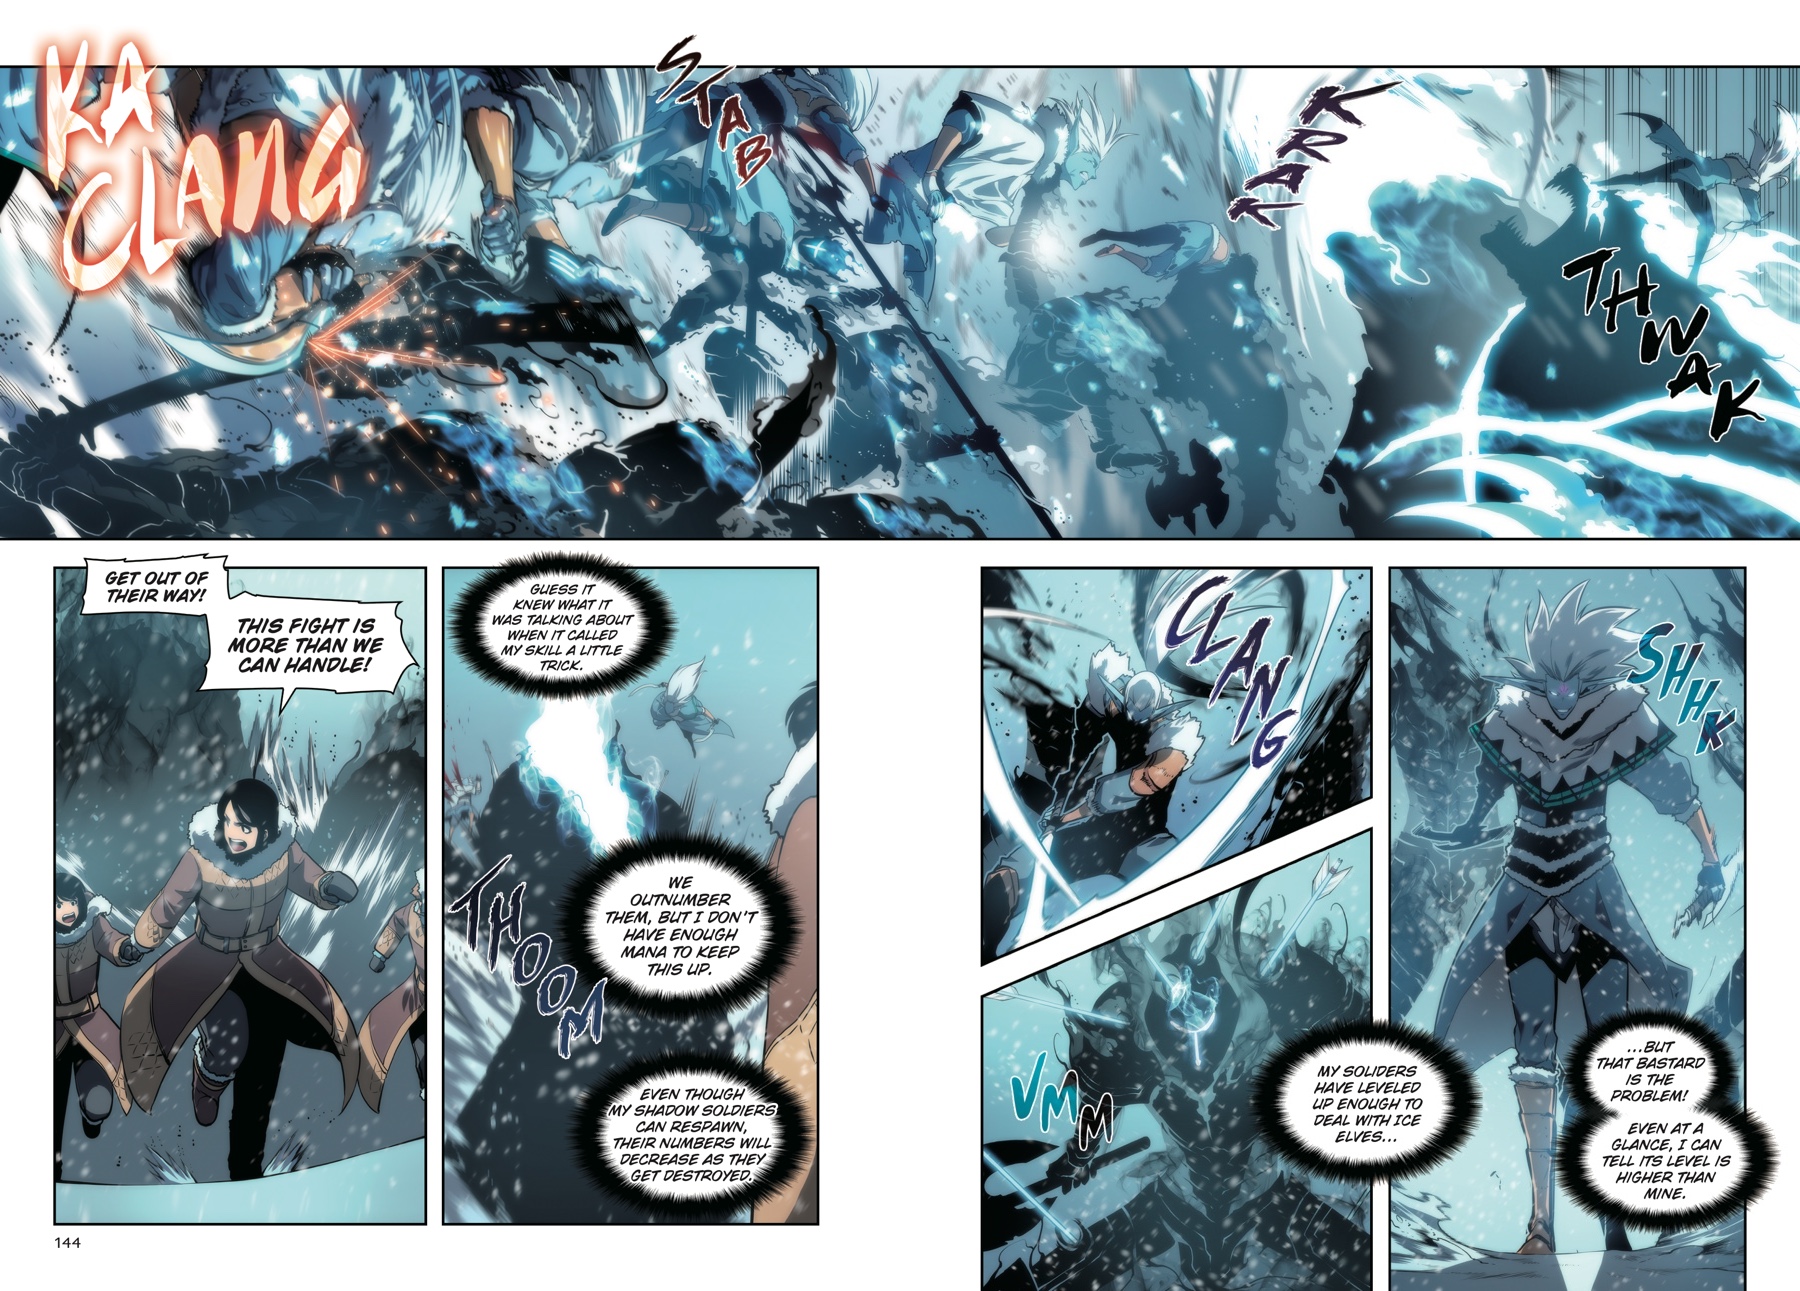 KA
CLANG
STAB
KRAK
THWAK
GET OUT OF
THEIR WAY!
THIS FIGHT IS
MORE THAN WE
CAN HANDLE!
GUESS IT
KNEW WHAT IT
WAS TALKING ABOUT
WHEN IT CALLED
MY SKILL A LITTLE
TRICK.
THOOM
WE
OUTNUMBER
THEM, BUT I DON'T
HAVE ENOUGH
MANA TO KEEP
THIS UP.
EVEN THOUGH
MY SHADOW SOLDIERS
CAN RESPAWN,
THEIR NUMBERS WILL
DECREASE AS THEY
GET DESTROYED.
144
CLANG
VMM
MY SOLIDERS
HAVE LEVELED
UP ENOUGH TO
DEAL WITH ICE
ELVES...
SHHK
...BUT
THAT BASTARD
IS THE
PROBLEM!
EVEN AT A
GLANCE, I CAN
TELL ITS LEVEL IS
HIGHER THAN
MINE.